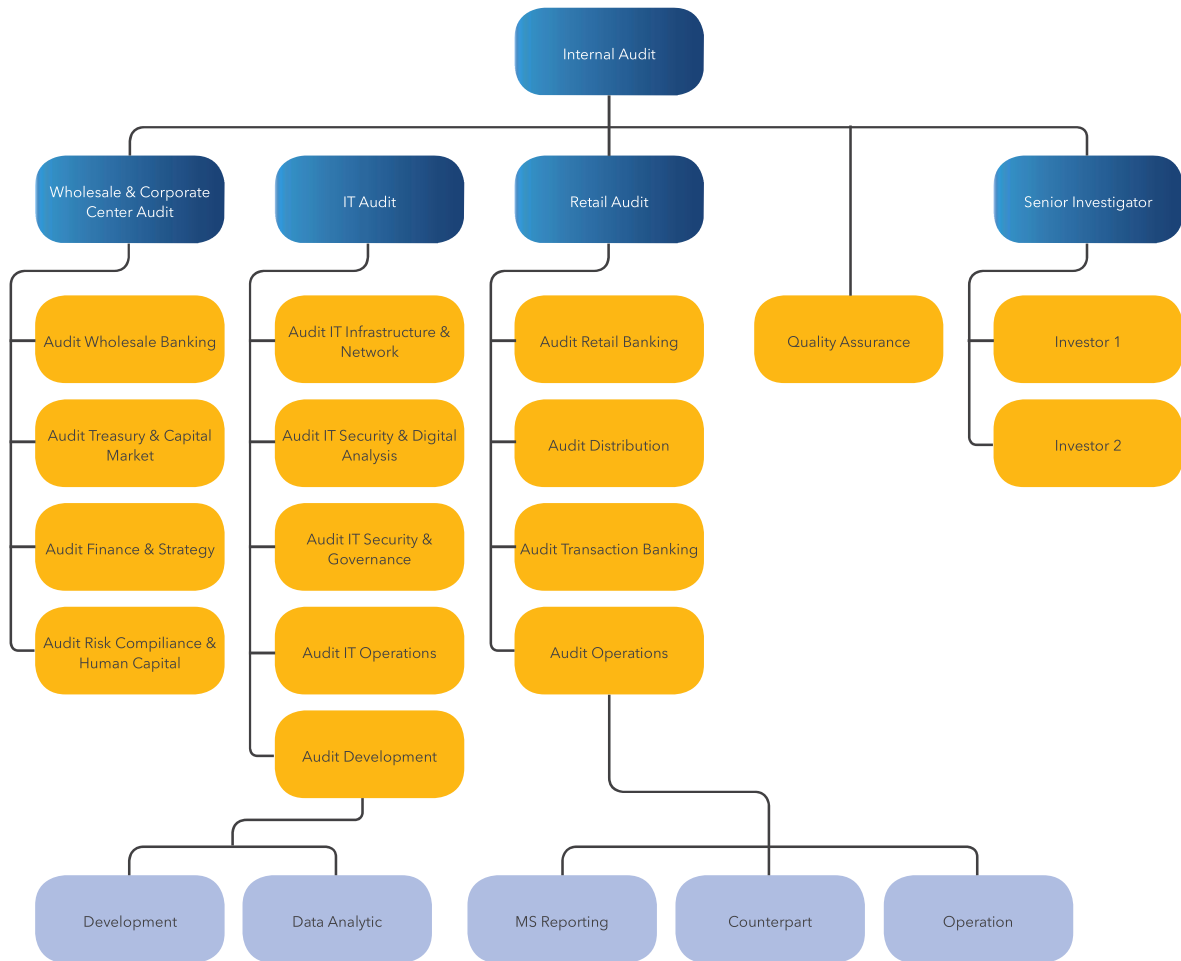 Internal Audit
Wholesale & Corporate
Center Audit
IT Audit
Retail Audit
Senior Investigator
Audit Wholesale Banking
Audit IT Infrastructure &
Network
Audit Retail Banking
Quality Assurance
Investor 1
Audit Treasury & Capital
Market
Audit IT Security & Digital
Analysis
Audit Distribution
Investor 2
Audit Finance & Strategy
Audit IT Security &
Governance
Audit Transaction Banking
Audit Risk Compiliance &
Human Capital
Audit IT Operations
Audit Operations
Audit Development
Development
Data Analytic
MS Reporting
Counterpart
Operation